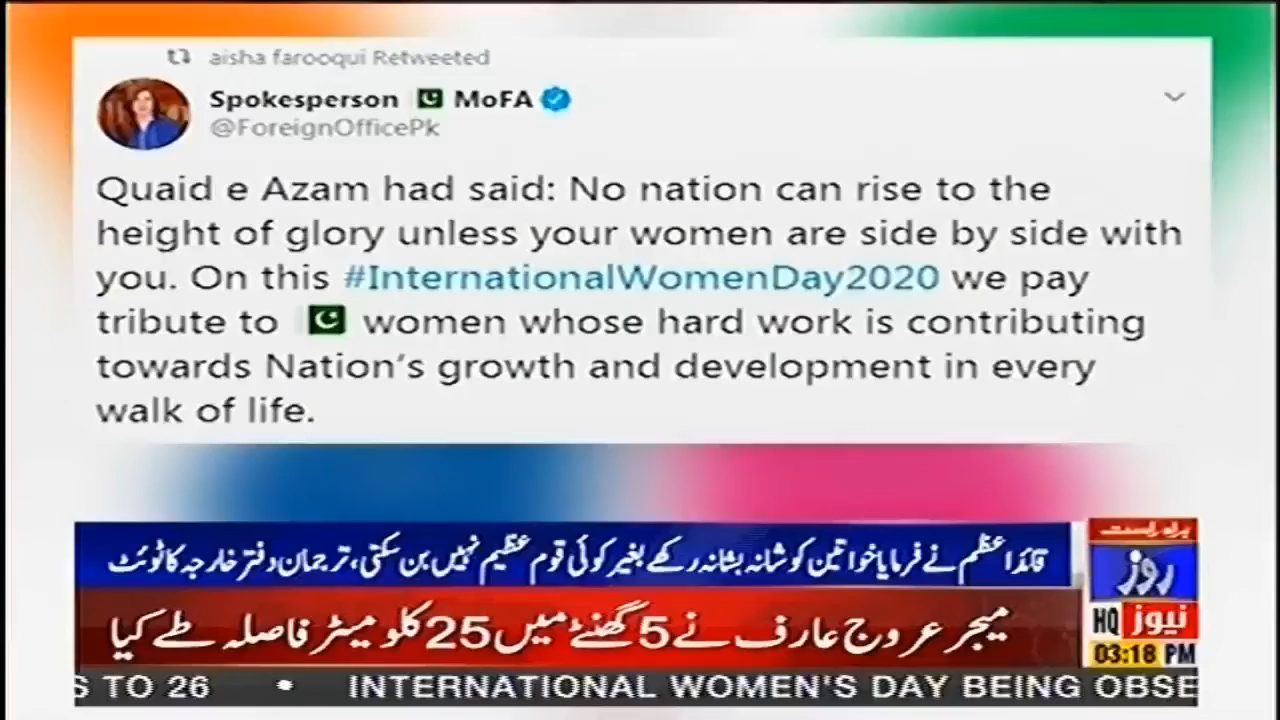 aisha farooqui Retweeted
Spokesperson MoFA
@ForeignOfficePk
Quaid e Azam had said: No nation can rise to the
height of glory unless your women are side by side with
you. On this #InternationalWomenDay2020 we pay
tribute to women whose hard work is contributing
towards Nation's growth and development in every
walk of life.
قائداعظم نے فرمایا خواتین کو شانہ بشانہ رکھے بغیر کوئی قوم عظیم نہیں بن سکتی، ترجمان دفتر خارجہ کا ٹوئٹ
میجر عروج عارف نے 5 گھنٹے میں 25 کلو میٹر فاصلہ طے کیا
براہ راست
روز
HQ نیوز
03:18 PM
S TO 26 • INTERNATIONAL WOMEN'S DAY BEING OBSE